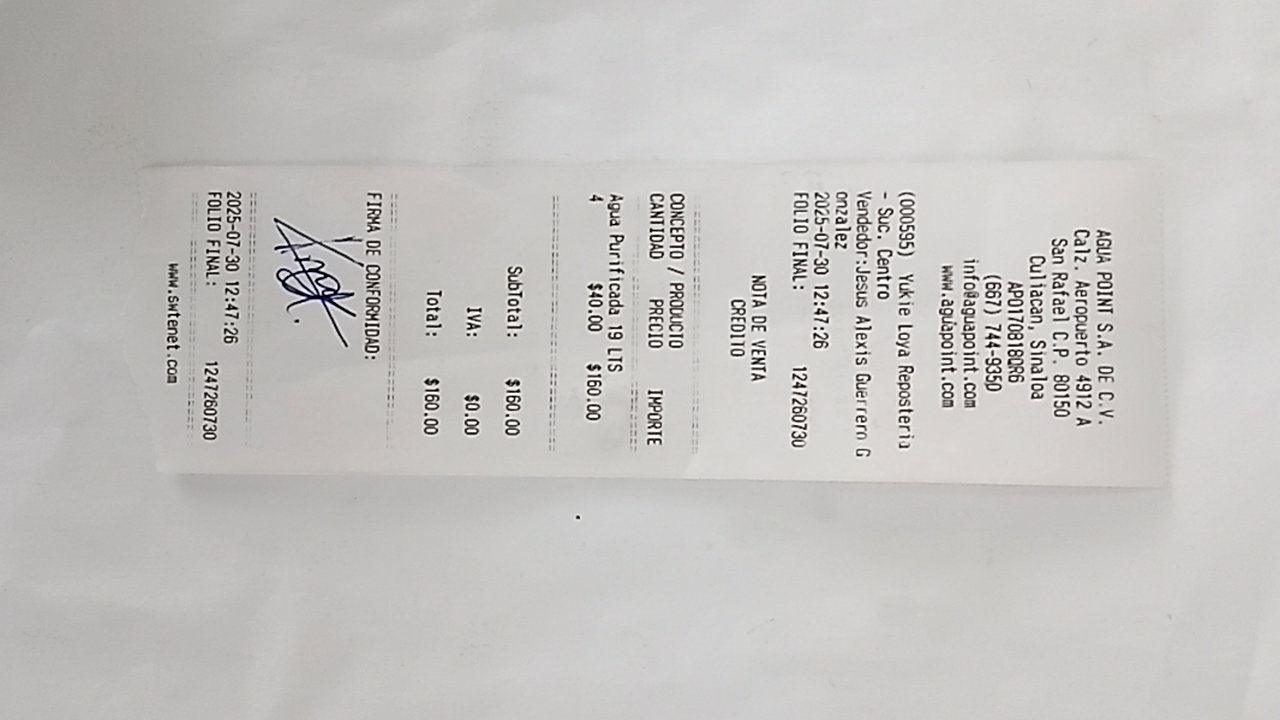 AGUA POINT S.A. DE C.V.
Calz. Aeropuerto 4912 A
San Rafael C.P. 80150
Culiacan, Sinaloa
APO170818QR6
(667) 744-9350
info@aguapoint.com
www.aguapoint.com
(000595) Yukie Loya Reposteria
- Suc. Centro
Vendedor:Jesus Alexis Guerrero G
onzalez
2025-07-30 12:47:26
FOLIO FINAL: 1247260730
NOTA DE VENTA
CREDITO
CONCEPTO / PRODUCTO
CANTIDAD PRECIO IMPORTE
Agua Purificada 19 LTS
4 $40.00 $160.00
SubTotal: $160.00
IVA: $0.00
Total: $160.00
FIRMA DE CONFORMIDAD:
2025-07-30 12:47:26
FOLIO FINAL: 1247260730
www.swtenet.com